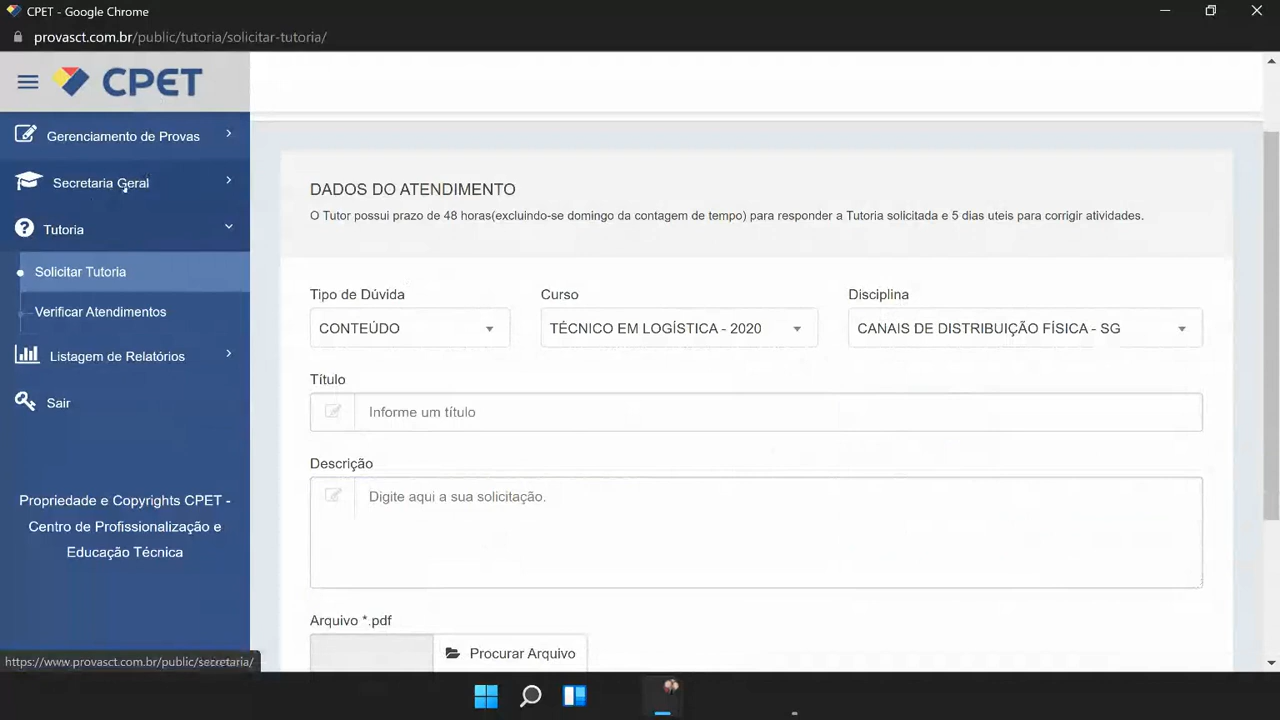 CPET - Google Chrome
provasct.com.br/public/tutoria/solicitar-tutoria/
CPET
Gerenciamento de Provas
Secretaria Geral
Tutoria
Solicitar Tutoria
Verificar Atendimentos
Listagem de Relatórios
Sair
Propriedade e Copyrights CPET -
Centro de Profissionalização e
Educação Técnica
https://www.provasct.com.br/public/secretaria/
DADOS DO ATENDIMENTO
O Tutor possui prazo de 48 horas(excluindo-se domingo da contagem de tempo) para responder a Tutoria solicitada e 5 dias uteis para corrigir atividades.
Tipo de Dúvida Curso Disciplina
CONTEÚDO TÉCNICO EM LOGÍSTICA - 2020 CANAIS DE DISTRIBUIÇÃO FÍSICA - SG
Título
Informe um título
Descrição
Digite aqui a sua solicitação.
Arquivo *.pdf
Procurar Arquivo